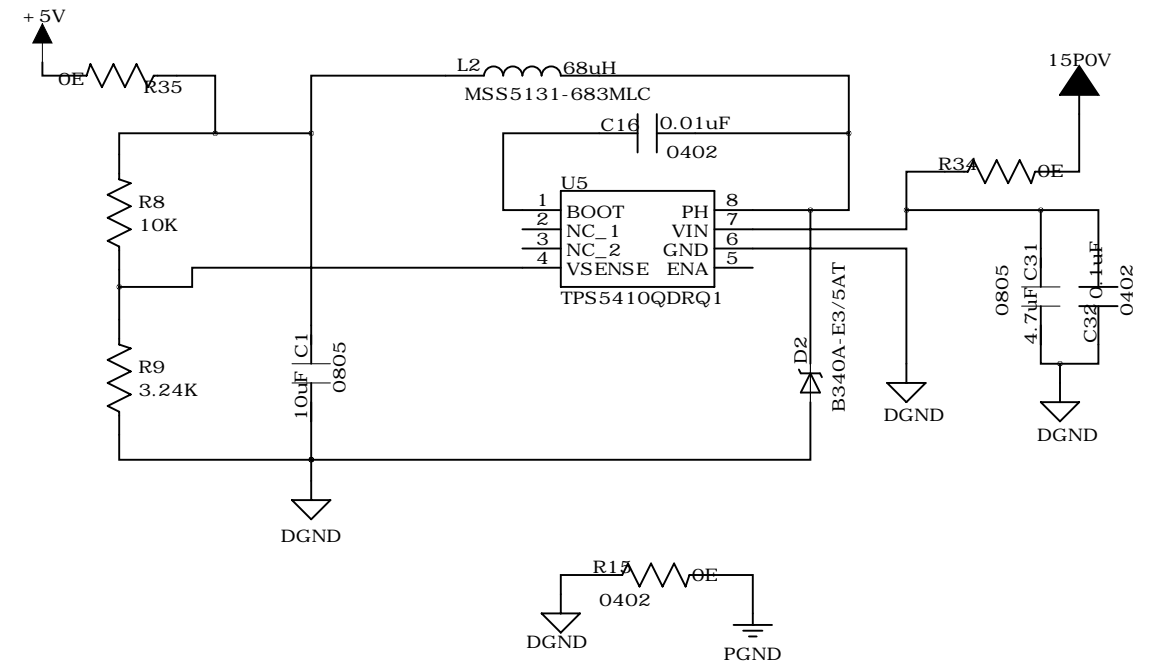 +5V
0E
R35
L2
68uH
MSS5131-683MLC
15P0V
C16
0.01uF
0402
R34
0E
U5
R8
10K
1
BOOT
PH
8
2
NC_1
VIN
7
3
NC_2
GND
6
4
VSENSE
ENA
5
TPS5410QDRQ1
0805
4.7uF C31
C32 0.1uF
0402
R9
3.24K
10uF C1
0805
D2
B340A-E3/5AT
DGND
DGND
DGND
R15
0E
0402
DGND
PGND